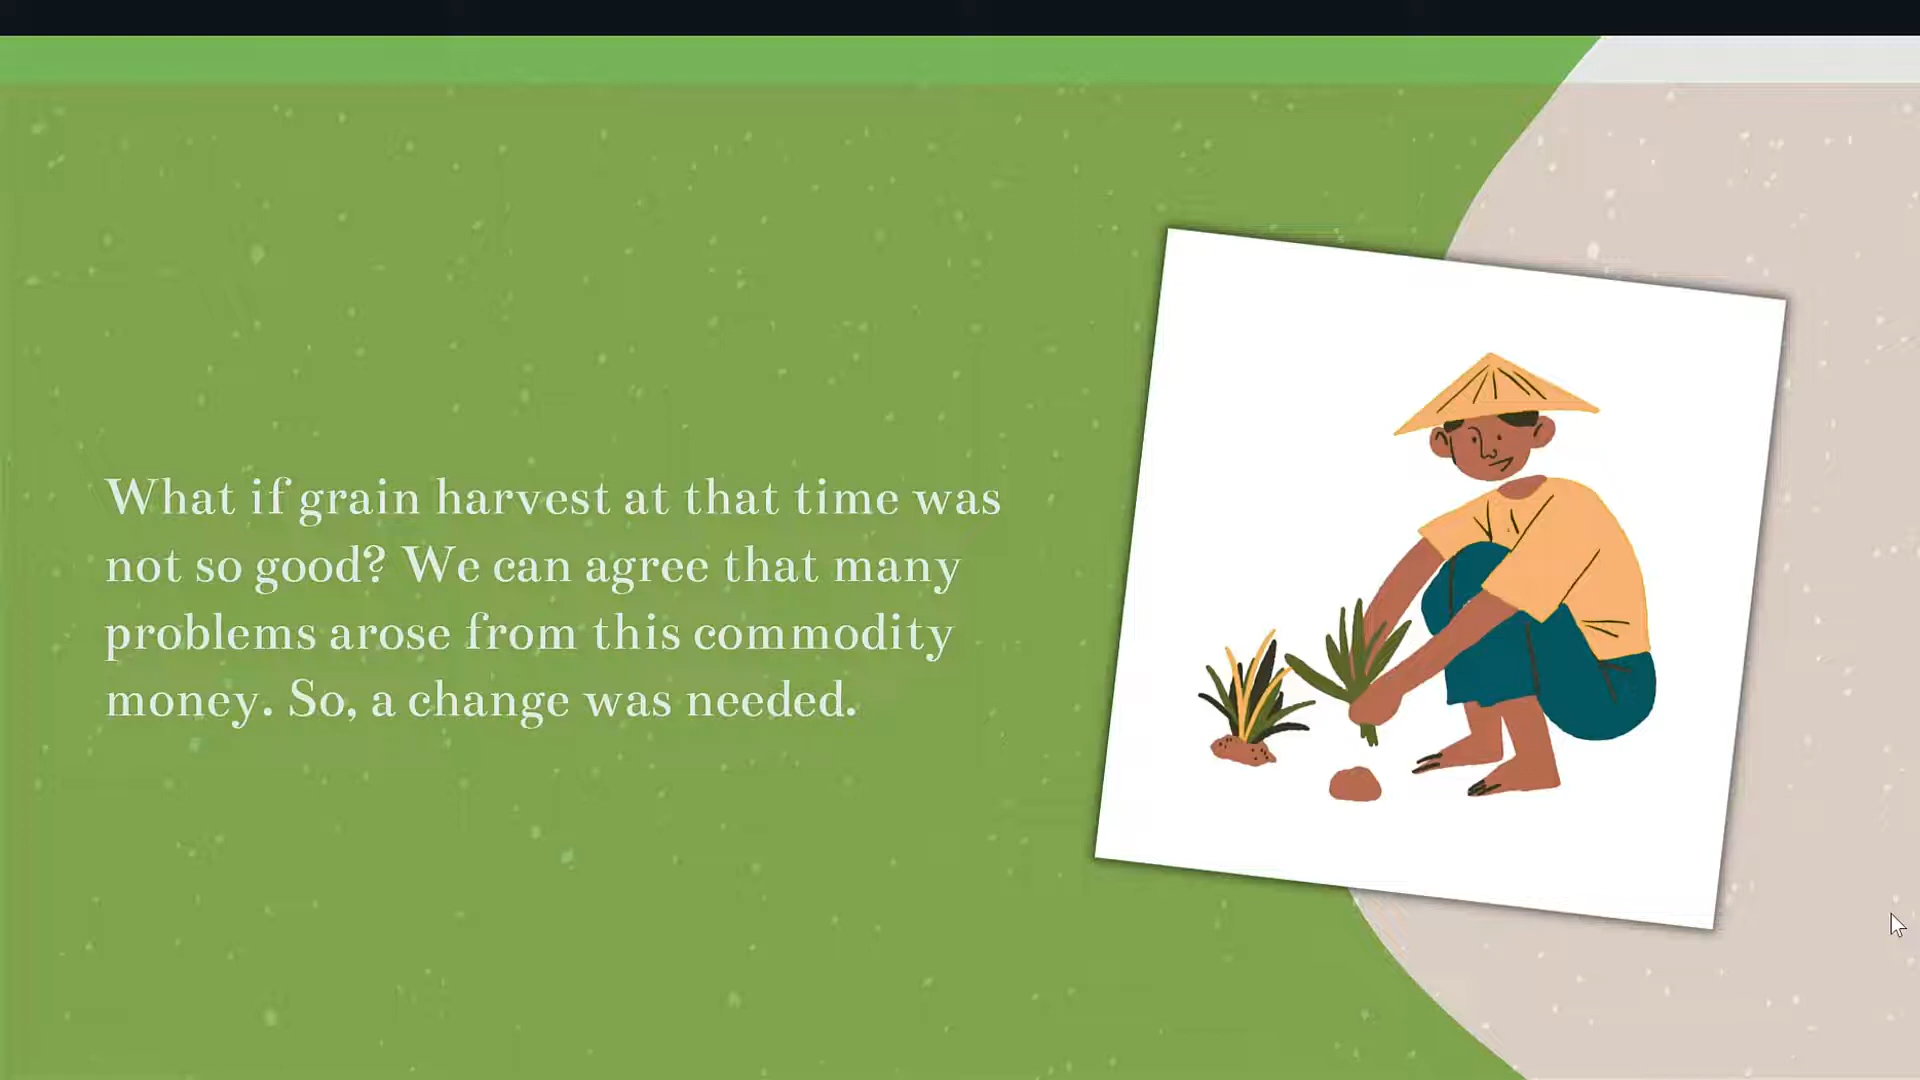 What if grain harvest at that time was
not so good? We can agree that many
problems arose from this commodity
money. So, a change was needed.